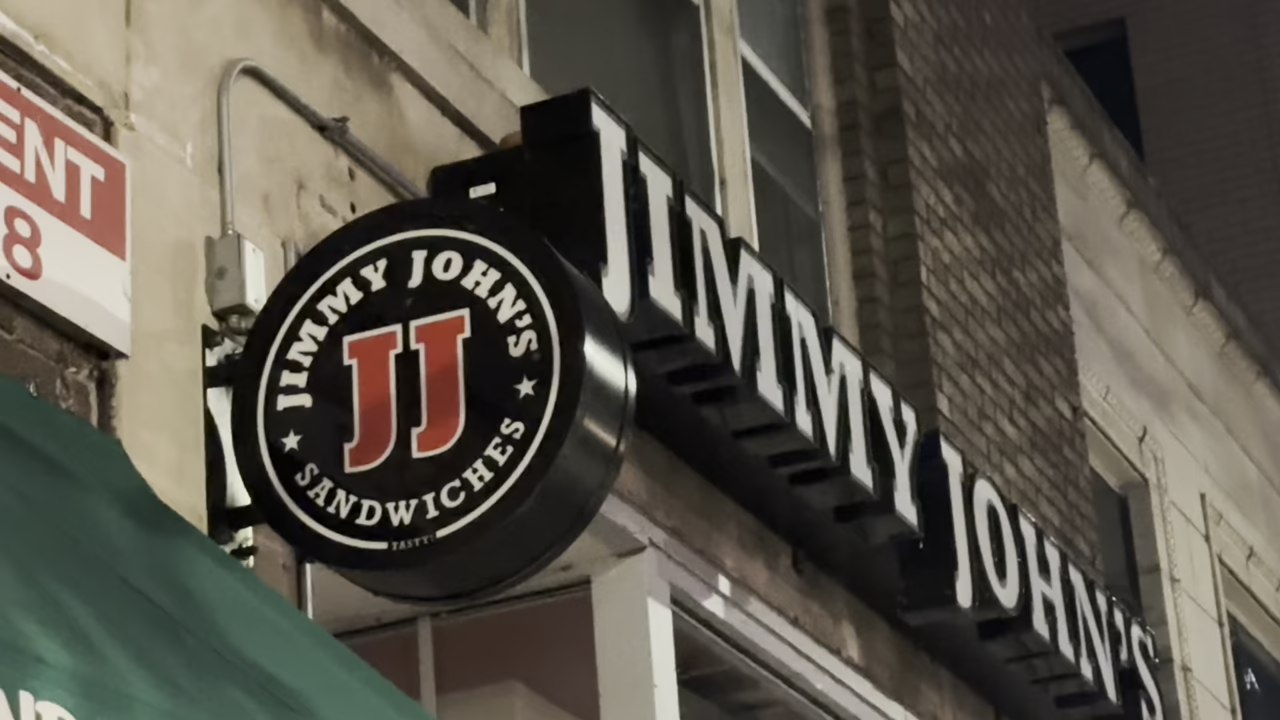 ENT
8
JIMMY JOHN'S
JJ
SANDWICHES
TASTY!
JIMMY JOHN'S